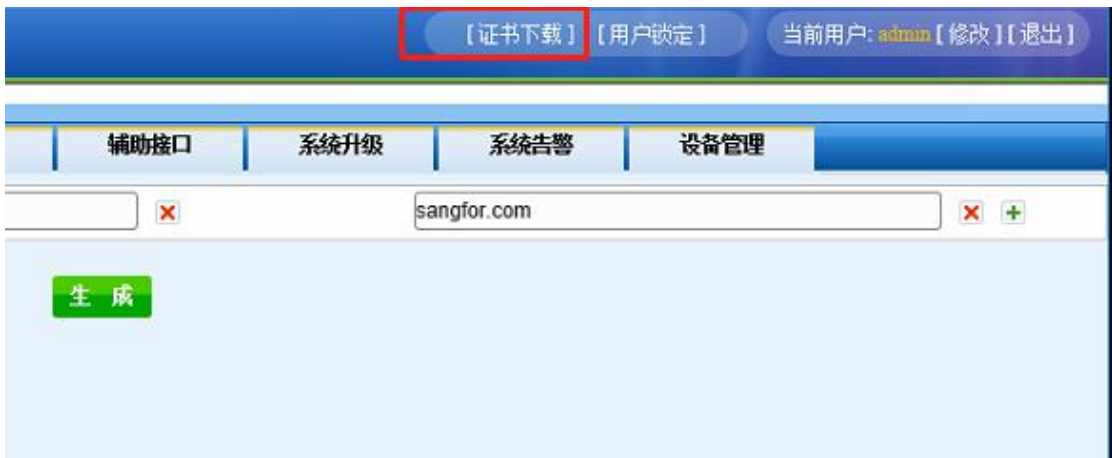 [证书下载] [用户锁定] 当前用户: admin [修改][退出]
辅助接口 系统升级 系统告警 设备管理
sangfor.com
生 成